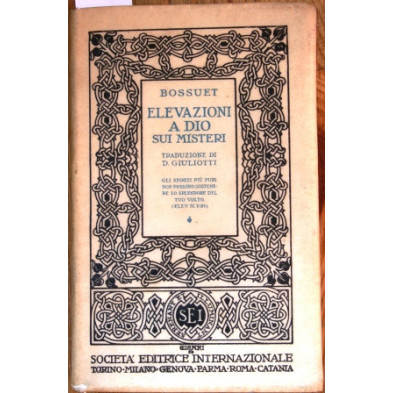 BOSSUET
ELEVAZIONI
A DIO
SUI MISTERI
TRADUZIONE DI
D. GIULIOTTI
GLI SPIRITI PIÙ PURI
NON POSSONO SOSTENE-
RE LO SPLENDORE DEL
TUO VOLTO
SEI
SOCIETÀ EDITRICE INTERNAZIONALE
TORINO·MILANO·GENOVA·PARMA·ROMA·CATANIA